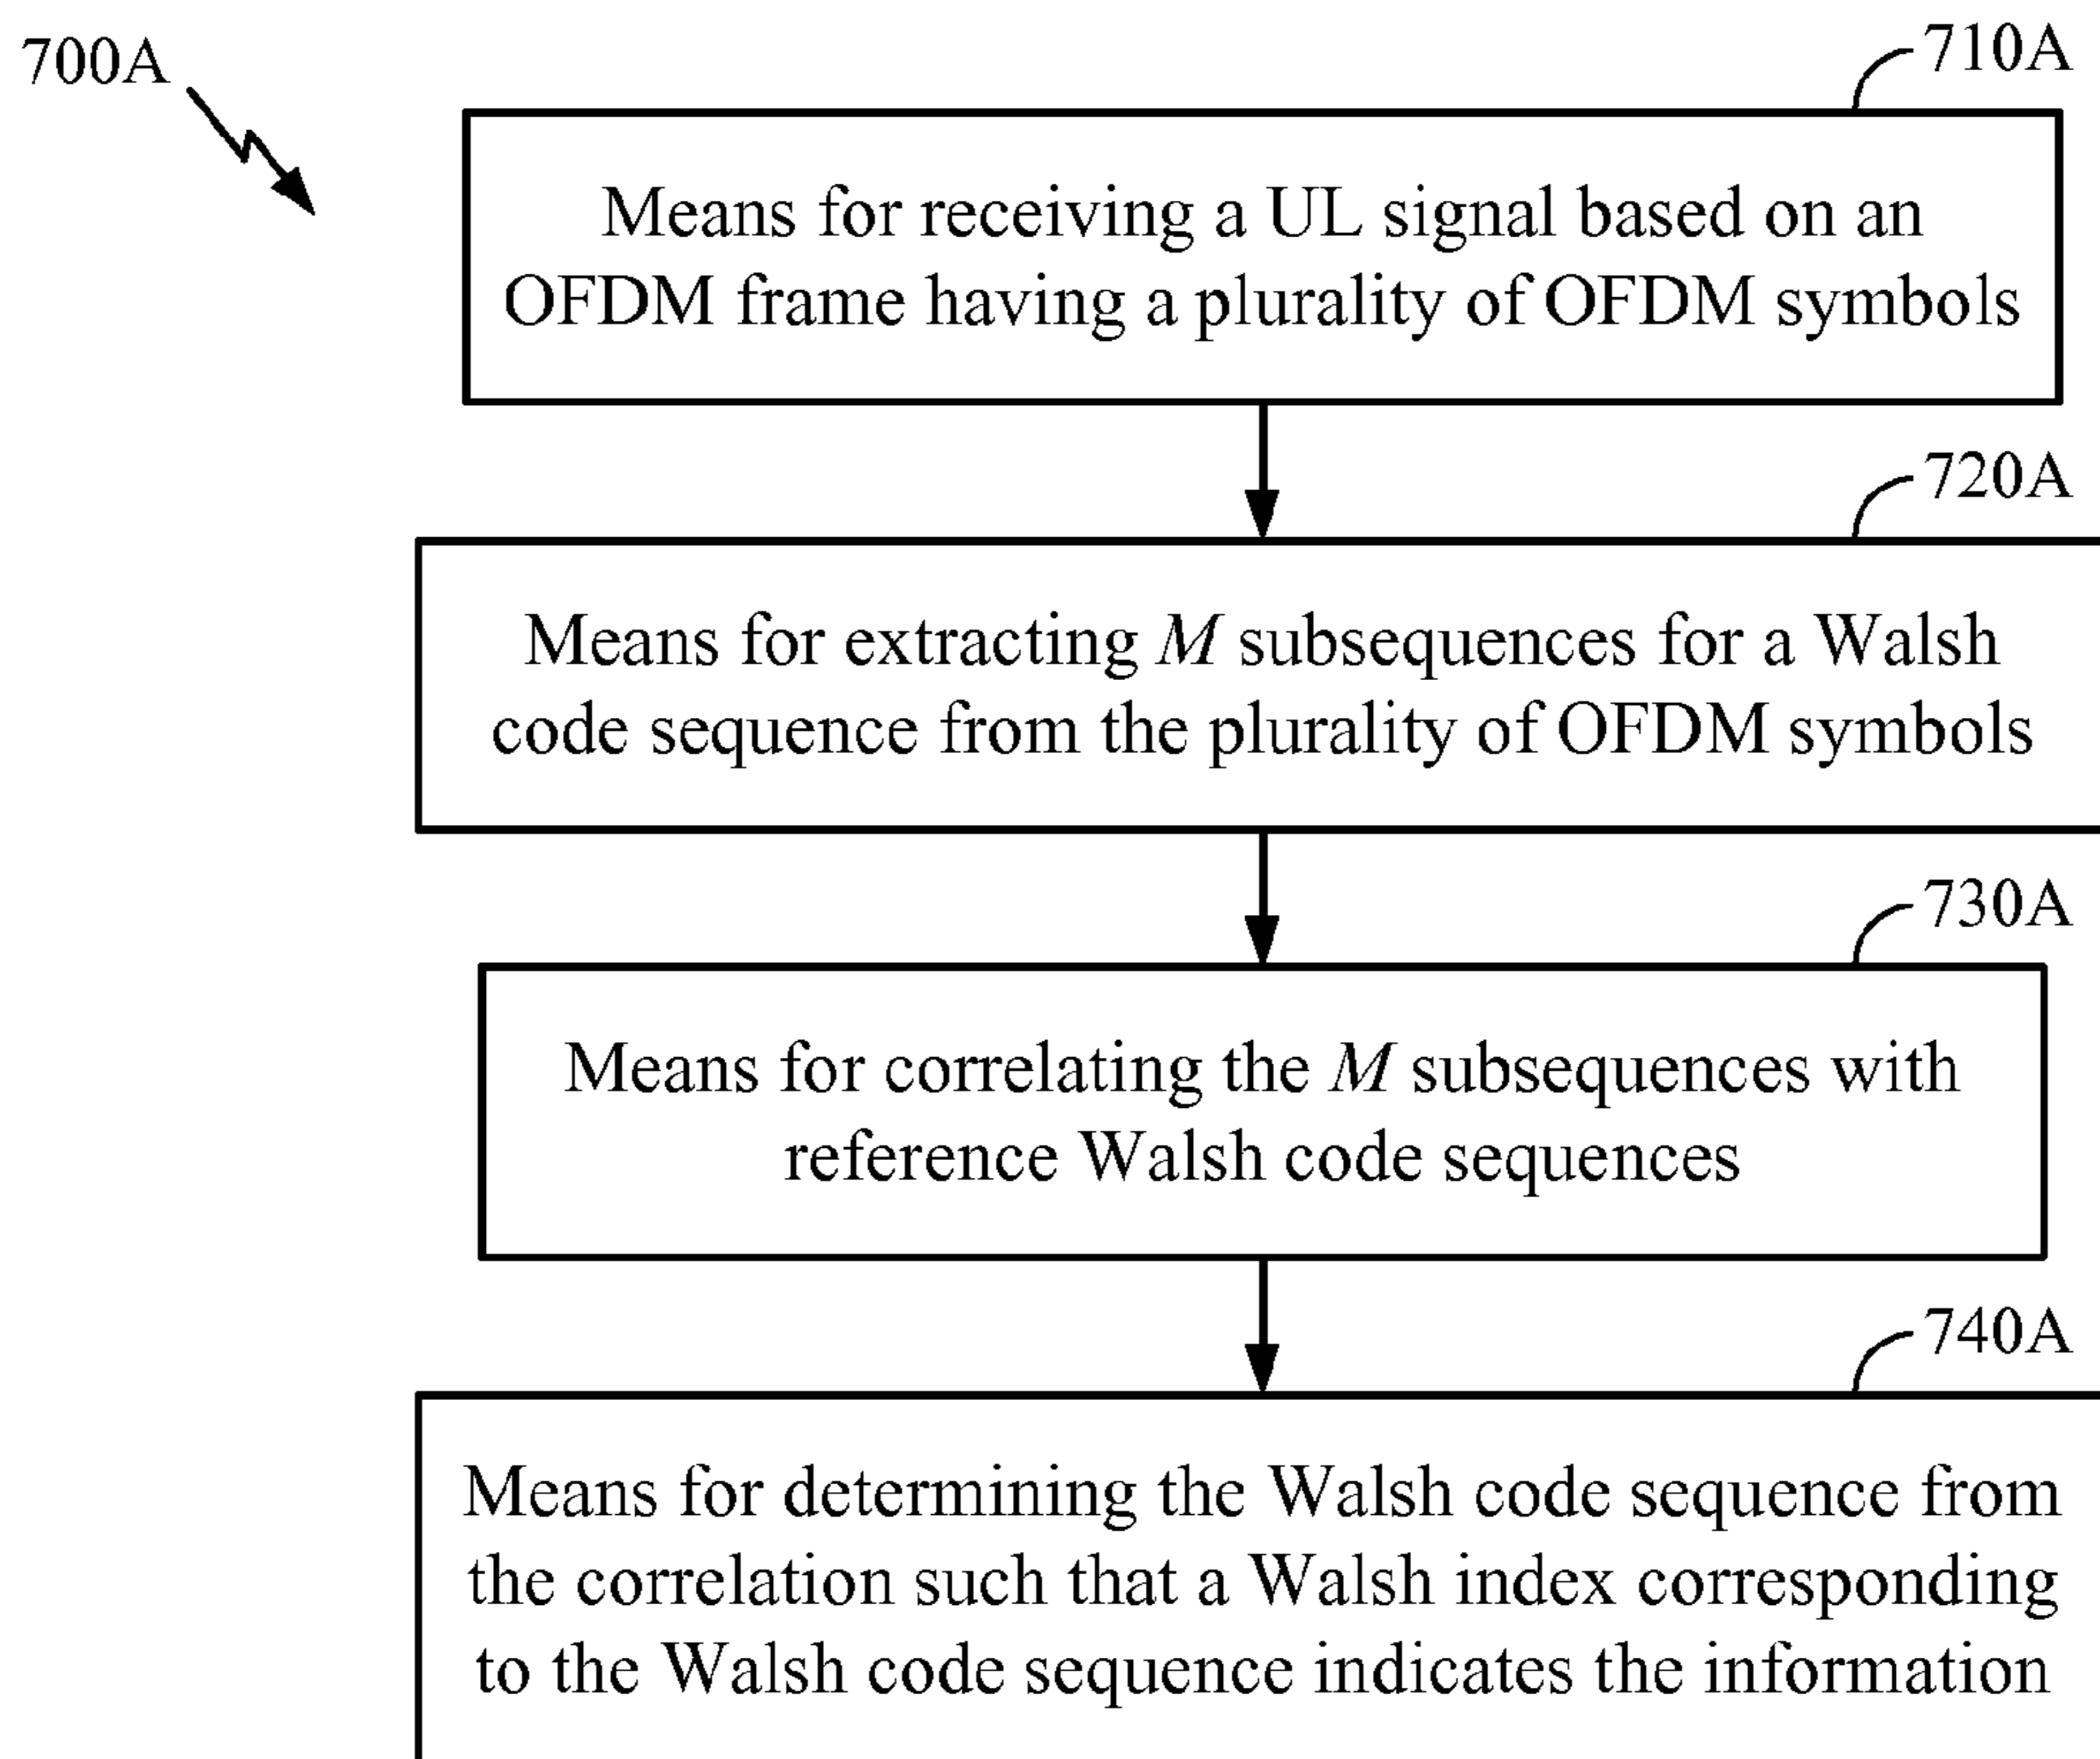 700A
710A
Means for receiving a UL signal based on an
OFDM frame having a plurality of OFDM symbols
720A
Means for extracting M subsequences for a Walsh
code sequence from the plurality of OFDM symbols
730A
Means for correlating the M subsequences with
reference Walsh code sequences
740A
Means for determining the Walsh code sequence from
the correlation such that a Walsh index corresponding
to the Walsh code sequence indicates the information